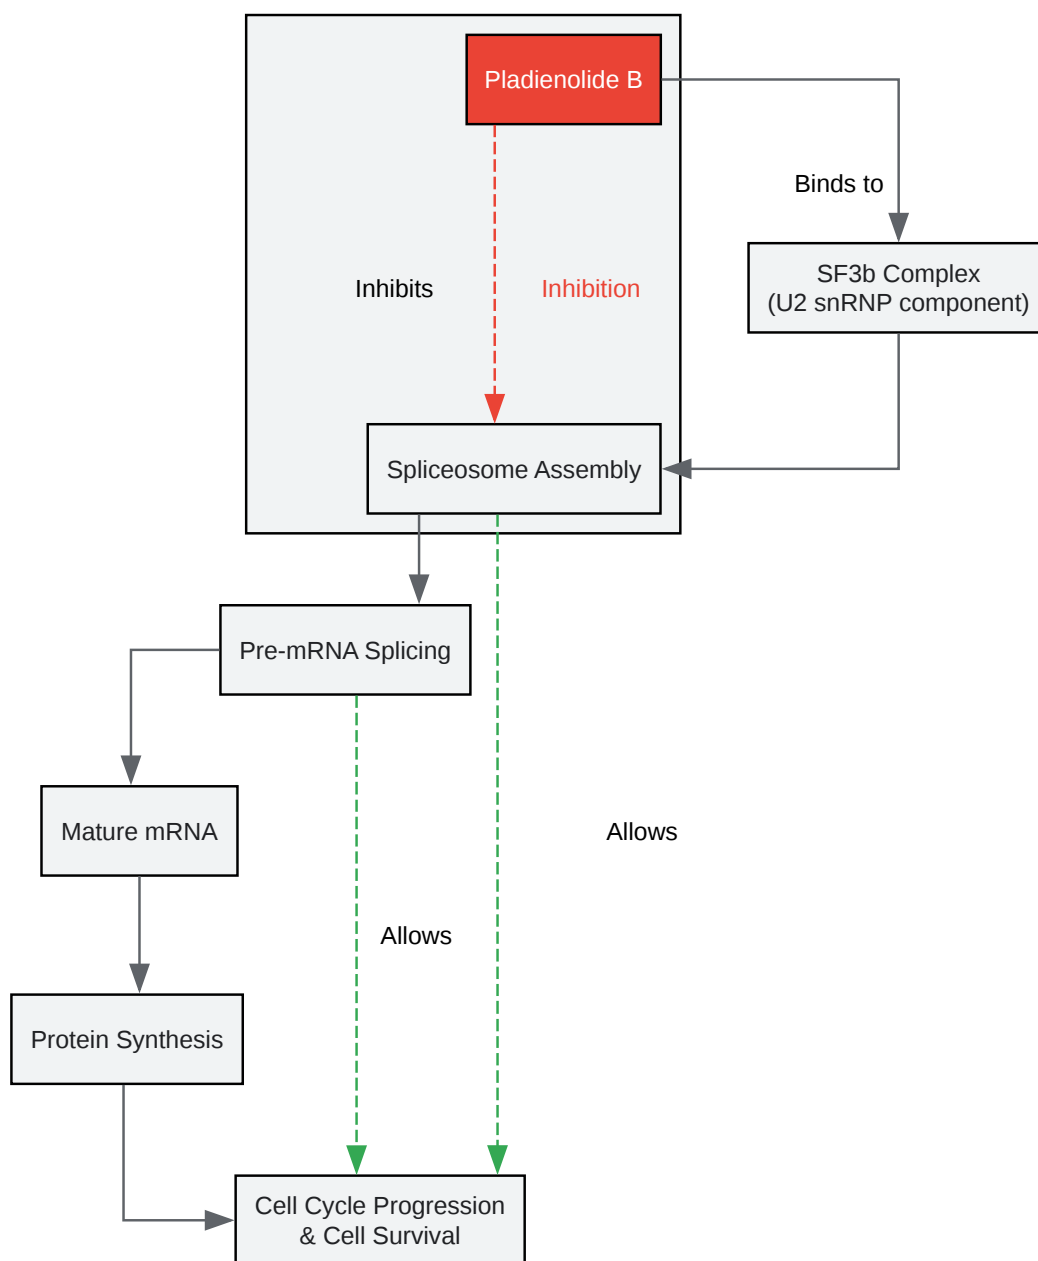 Pladienolide B
Binds to
SF3b Complex
(U2 snRNP component)
Inhibits
Inhibition
Spliceosome Assembly
Pre-mRNA Splicing
Mature mRNA
Allows
Allows
Protein Synthesis
Cell Cycle Progression
& Cell Survival